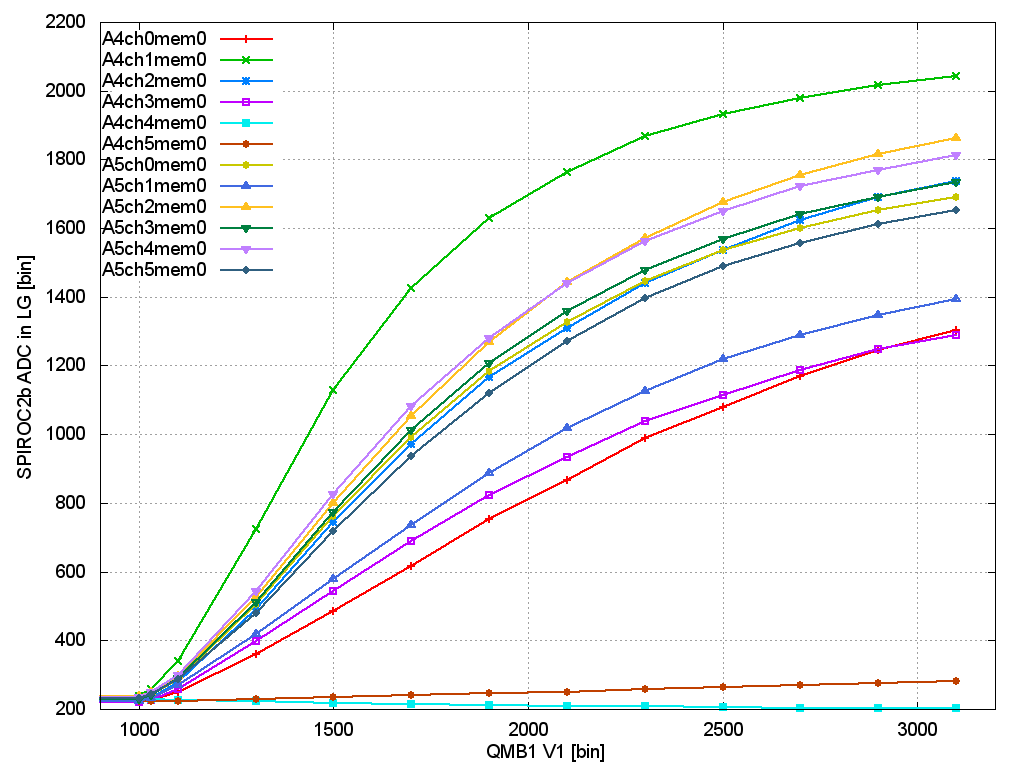 2200
2000
1800
1600
1400
1200
1000
800
600
400
200
SPIROC2b ADC in LG [bin]
A4ch0mem0
A4ch1mem0
A4ch2mem0
A4ch3mem0
A4ch4mem0
A4ch5mem0
A5ch0mem0
A5ch1mem0
A5ch2mem0
A5ch3mem0
A5ch4mem0
A5ch5mem0
1000 1500 2000 2500 3000
QMB1 V1 [bin]